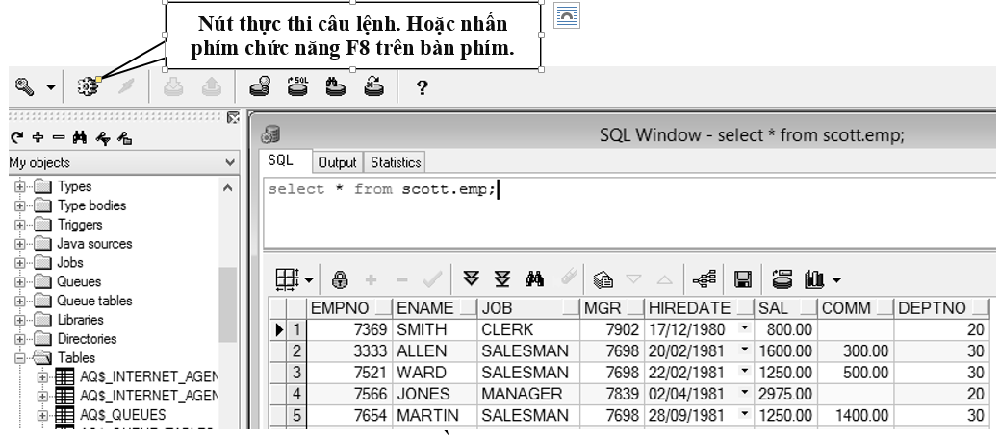 Nút thực thi câu lệnh. Hoặc nhấn
phím chức năng F8 trên bàn phím.
SQL
?
My objects
Types
Type bodies
Triggers
Java sources
Jobs
Queues
Queue tables
Libraries
Directories
Tables
AQ$_INTERNET_AGEN
AQ$_INTERNET_AGEN
AQ$_QUEUES
SQL Window - select * from scott.emp;
SQL Output Statistics
select * from scott.emp;
EMPNO ENAME JOB MGR HIREDATE SAL COMM DEPTNO
1 7369 SMITH CLERK 7902 17/12/1980 800.00 20
2 3333 ALLEN SALESMAN 7698 20/02/1981 1600.00 300.00 30
3 7521 WARD SALESMAN 7698 22/02/1981 1250.00 500.00 30
4 7566 JONES MANAGER 7839 02/04/1981 2975.00 20
5 7654 MARTIN SALESMAN 7698 28/09/1981 1250.00 1400.00 30